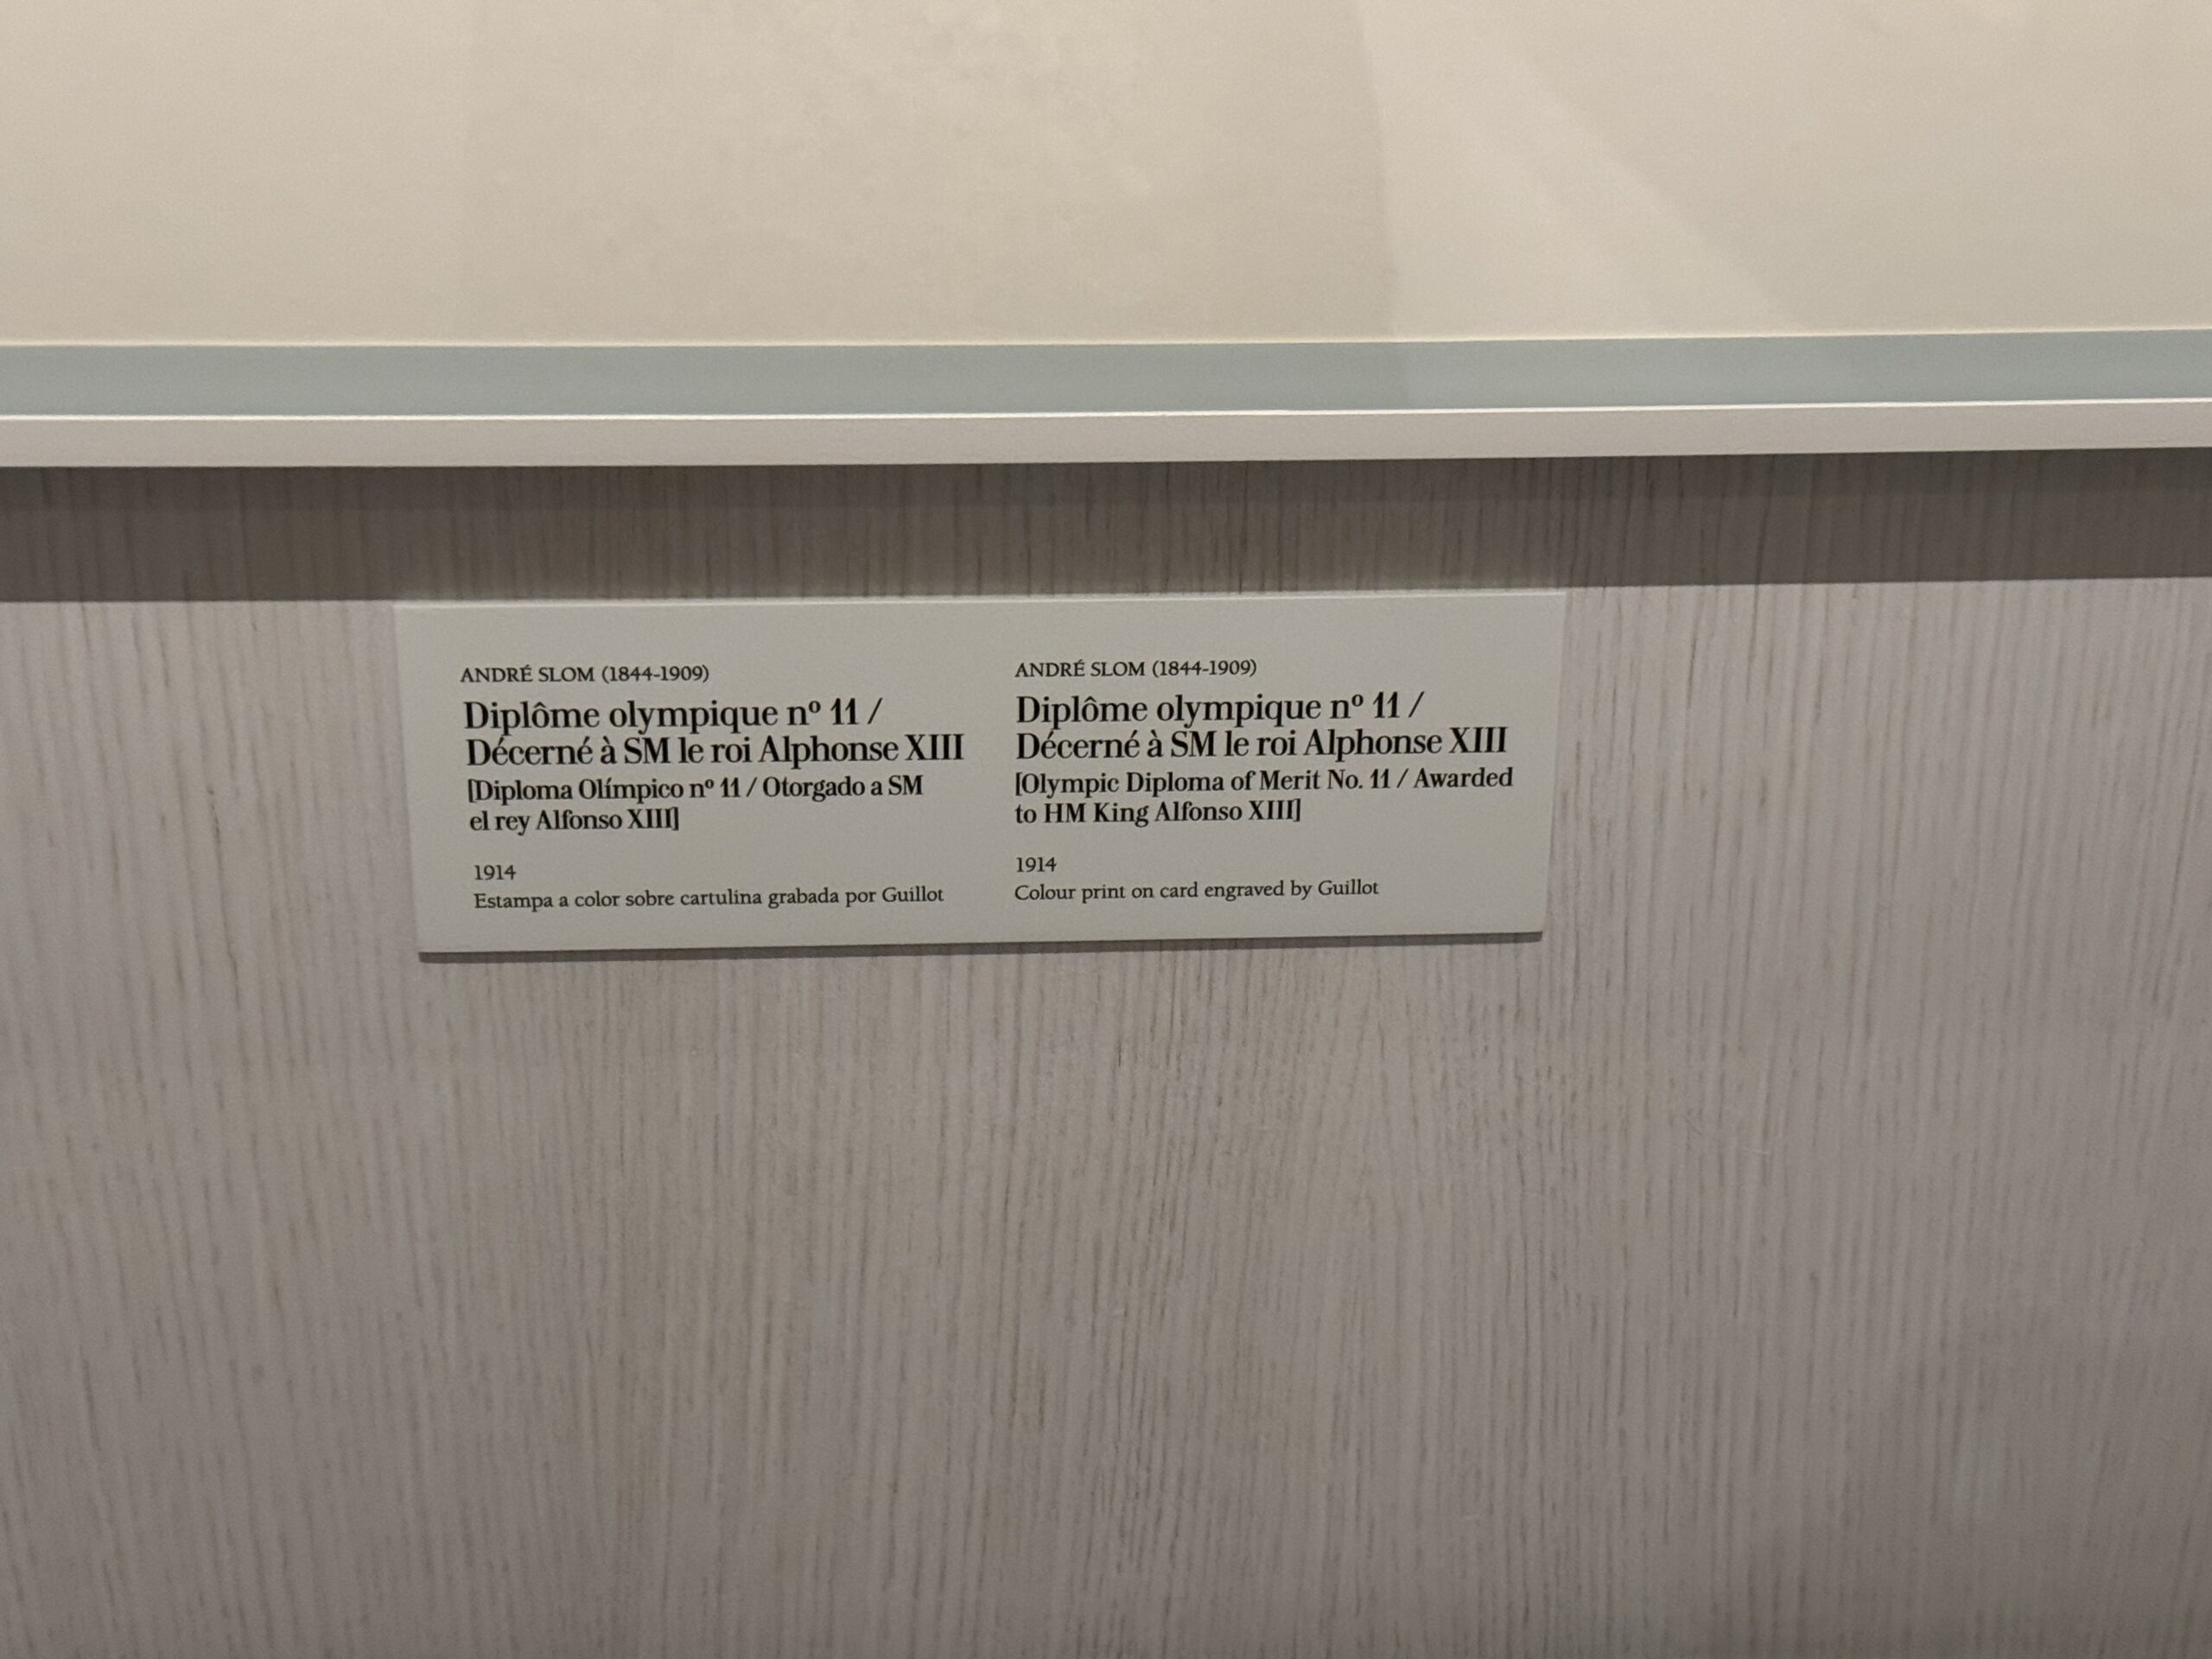 ANDRÉ SLOM (1844-1909)
Diplôme olympique nº 11 /
Décerné à SM le roi Alphonse XIII
[Diploma Olímpico nº 11 / Otorgado a SM
el rey Alfonso XIII]
1914
Estampa a color sobre cartulina grabada por Guillot
ANDRÉ SLOM (1844-1909)
Diplôme olympique nº 11 /
Décerné à SM le roi Alphonse XIII
[Olympic Diploma of Merit No. 11 / Awarded
to HM King Alfonso XIII]
1914
Colour print on card engraved by Guillot